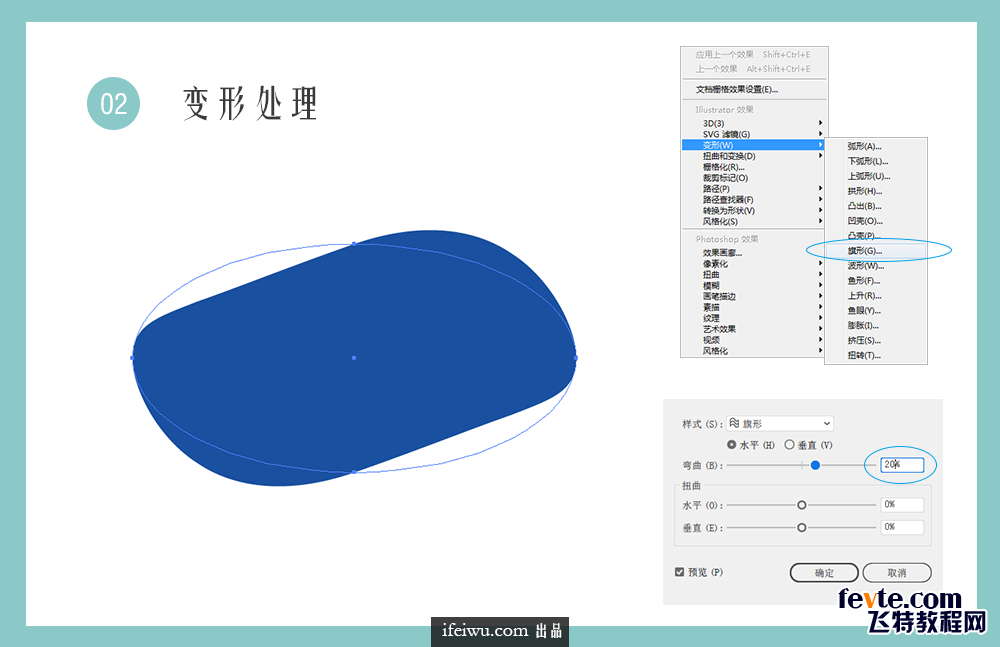 02
变形处理
应用上一个效果 Shift+Ctrl+E
上一个效果 Alt+Shift+Ctrl+E
文档栅格效果设置(E)...
Illustrator 效果
3D(3)
SVG 滤镜(G)
变形(W)
扭曲和变换(D)
栅格化(R)...
裁剪标记(O)
路径(P)
路径查找器(F)
转换为形状(V)
风格化(S)
Photoshop 效果
效果画廊...
像素化
扭曲
模糊
画笔描边
素描
纹理
艺术效果
视频
风格化
弧形(A)...
下弧形(L)...
上弧形(U)...
拱形(H)...
凸出(B)...
凹壳(O)...
凸壳(P)...
旗形(G)...
波形(W)...
鱼形(F)...
上升(R)...
鱼眼(Y)...
膨胀(I)...
挤压(S)...
扭转(T)...
样式 (S)： 旗形
水平 (H) 垂直 (V)
弯曲 (B)： 20%
扭曲
水平 (O)： 0%
垂直 (E)： 0%
预览 (P) 确定 取消
fevte.com
飞特教程网
ifeiwu.com 出品